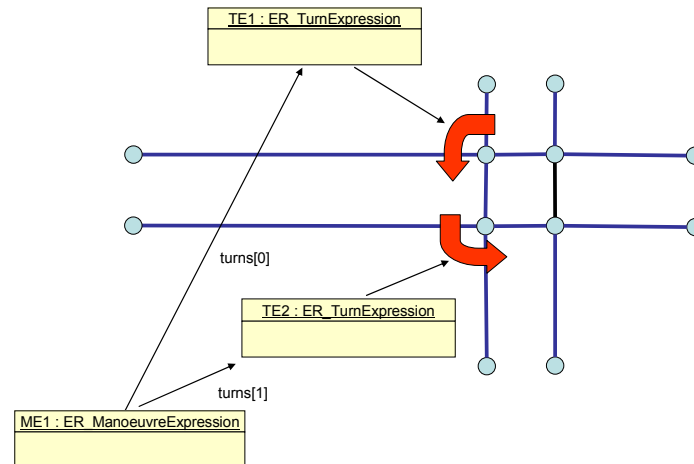 TE1 : ER_TurnExpression
turns[0]
TE2 : ER_TurnExpression
turns[1]
ME1 : ER_ManoeuvreExpression